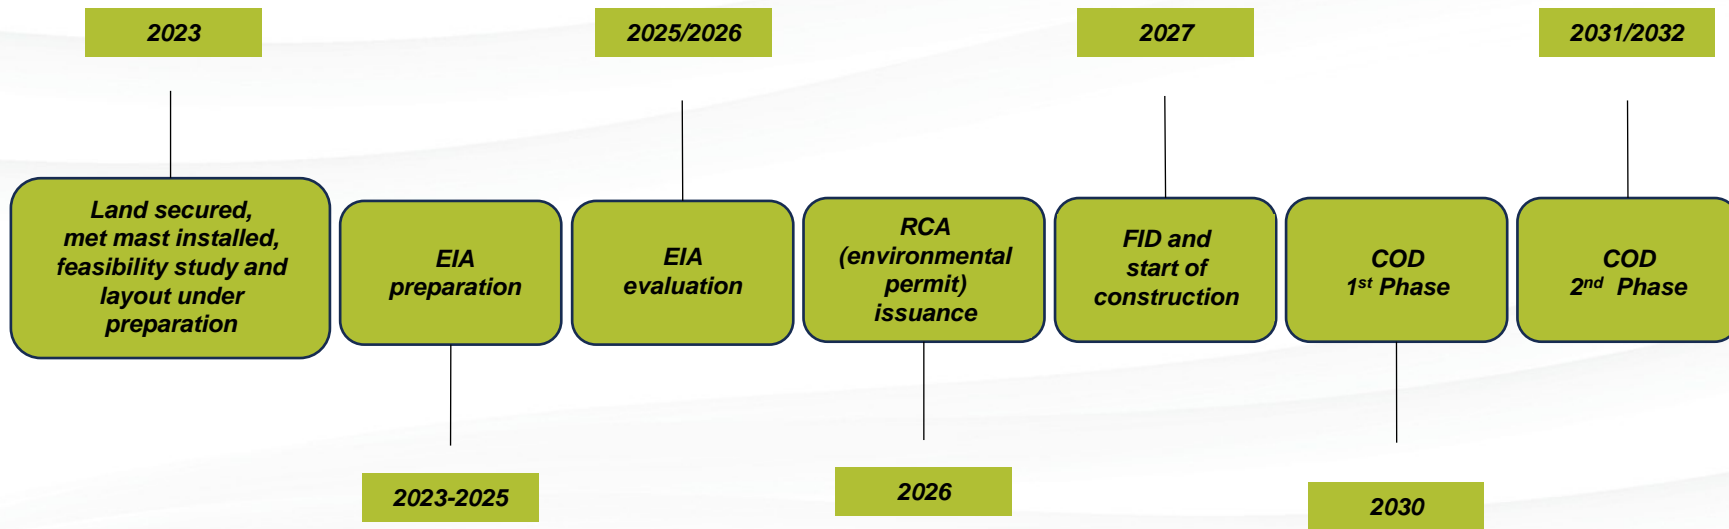 2023
2025/2026
2027
2031/2032
Land secured,
met mast installed,
feasibility study and
layout under
preparation
EIA
preparation
EIA
evaluation
RCA
(environmental
permit)
issuance
FID and
start of
construction
COD
1st Phase
COD
2nd Phase
2023-2025
2026
2030